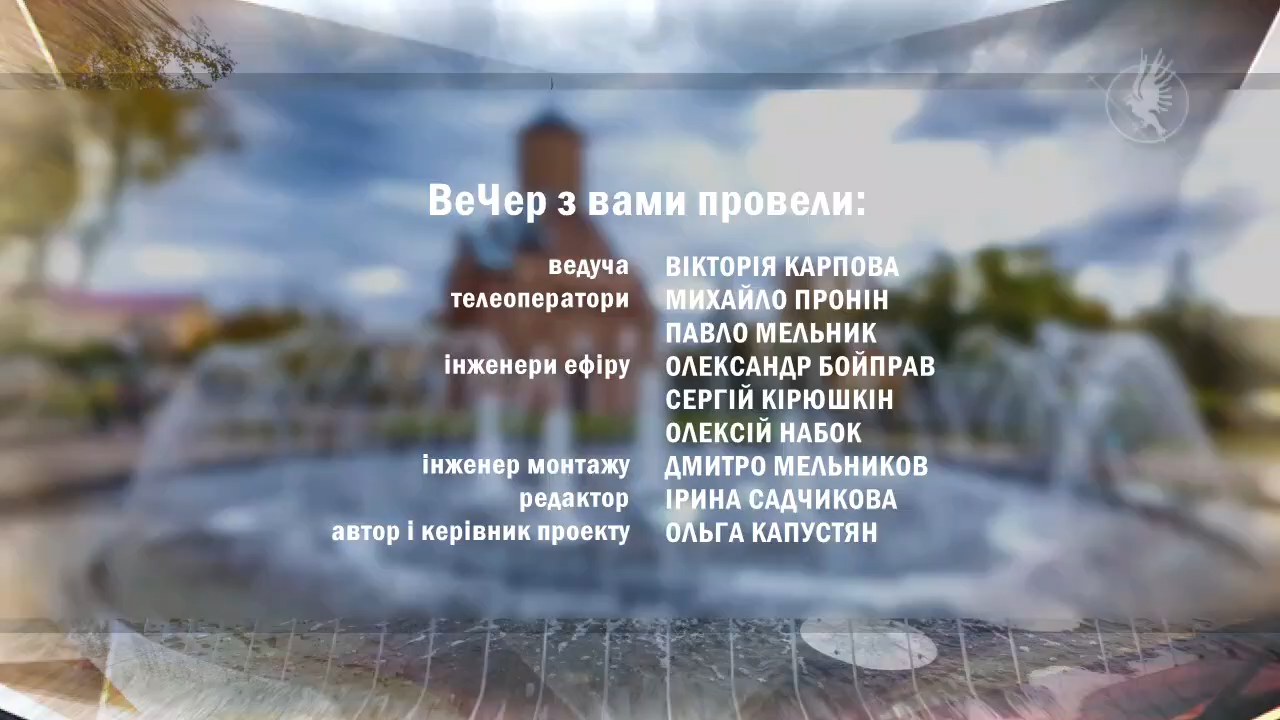 ВеЧер з вами провели:
ведуча ВІКТОРІЯ КАРПОВА
телеоператори МИХАЙЛО ПРОНІН
ПАВЛО МЕЛЬНИК
інженери ефіру ОЛЕКСАНДР БОЙПРАВ
СЕРГІЙ КІРЮШКІН
ОЛЕКСІЙ НАБОК
інженер монтажу ДМИТРО МЕЛЬНИКОВ
редактор ІРИНА САДЧИКОВА
автор і керівник проекту ОЛЬГА КАПУСТЯН